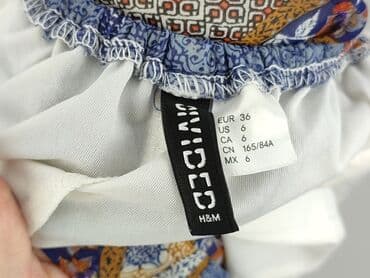 DIVIDED
H&M
EUR 36
US 6
CA 6
CN 165/84A
MX 6